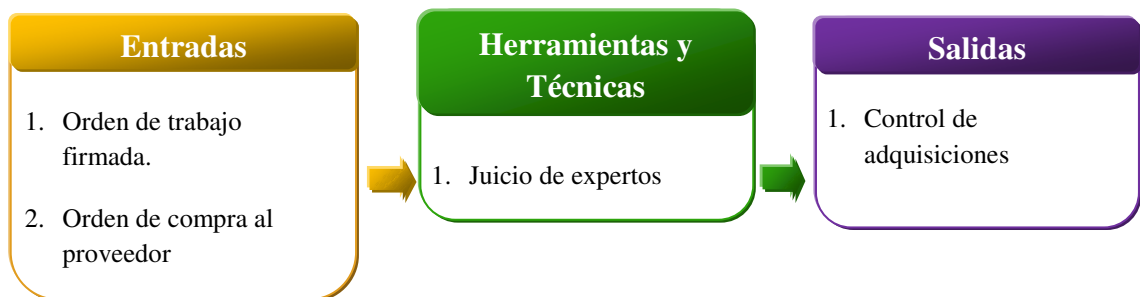 Entradas
1. Orden de trabajo
firmada.
2. Orden de compra al
proveedor
Herramientas y
Técnicas
1. Juicio de expertos
Salidas
1. Control de
adquisiciones